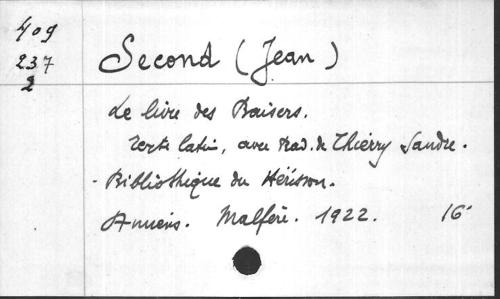 409
237
2
Second (Jean)
Le livre des Baisers.
Texte latin, avec trad. de Thierry Sandre.
- Bibliothique du Hérisson.
Amiens. Malfère. 1922. 16°